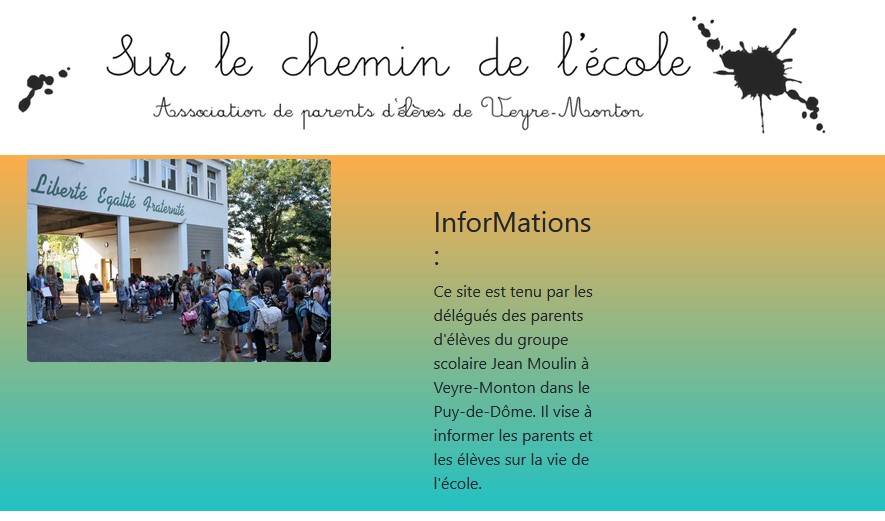 Sur le chemin de l'école
Association de parents d'élèves de Veyre-Monton
Liberté Egalité Fraternité
InforMations
:
Ce site est tenu par les
délégués des parents
d'élèves du groupe
scolaire Jean Moulin à
Veyre-Monton dans le
Puy-de-Dôme. Il vise à
informer les parents et
les élèves sur la vie de
l'école.